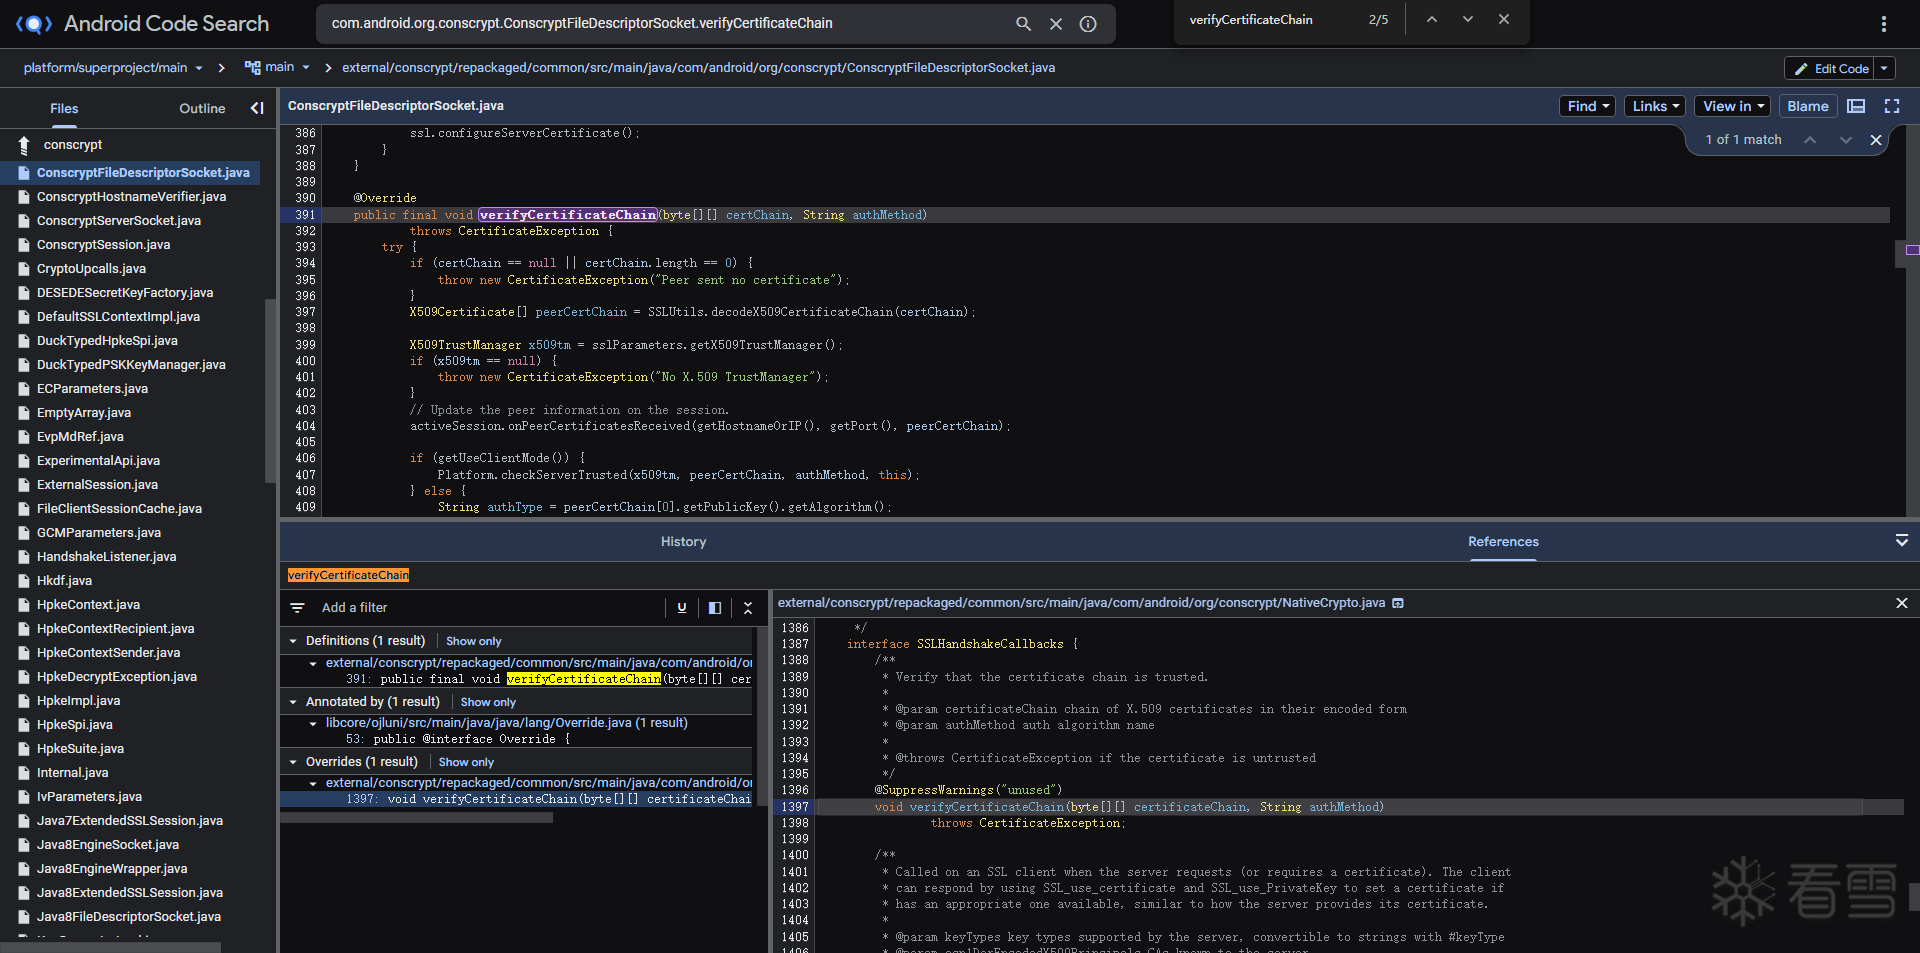 Android Code Search
com.android.org.conscrypt.ConscryptFileDescriptorSocket.verifyCertificateChain
verifyCertificateChain 2/5
platform/superproject/main
main
external/conscrypt/repackaged/common/src/main/java/com/android/org/conscrypt/ConscryptFileDescriptorSocket.java
Edit Code
Files
Outline
conscrypt
ConscryptFileDescriptorSocket.java
ConscryptHostnameVerifier.java
ConscryptServerSocket.java
ConscryptSession.java
CryptoUpcalls.java
DESEDESecretKeyFactory.java
DefaultSSLContextImpl.java
DuckTypedHpkeSpi.java
DuckTypedPSKKeyManager.java
ECParameters.java
EmptyArray.java
EvpMdRef.java
ExperimentalApi.java
ExternalSession.java
FileClientSessionCache.java
GCMParameters.java
HandshakeListener.java
Hkdf.java
HpkeContext.java
HpkeContextRecipient.java
HpkeContextSender.java
HpkeDecryptException.java
HpkeImpl.java
HpkeSpi.java
HpkeSuite.java
Internal.java
IvParameters.java
Java7ExtendedSSLSession.java
Java8EngineSocket.java
Java8EngineWrapper.java
Java8ExtendedSSLSession.java
Java8FileDescriptorSocket.java
ConscryptFileDescriptorSocket.java
Find
Links
View in
Blame
1 of 1 match
386 ssl.configureServerCertificate();
387 }
388 }
389
390 @Override
391 public final void verifyCertificateChain(byte[][] certChain, String authMethod)
392 throws CertificateException {
393 try {
394 if (certChain == null || certChain.length == 0) {
395 throw new CertificateException("Peer sent no certificate");
396 }
397 X509Certificate[] peerCertChain = SSLUtils.decodeX509CertificateChain(certChain);
398
399 X509TrustManager x509tm = sslParameters.getX509TrustManager();
400 if (x509tm == null) {
401 throw new CertificateException("No X.509 TrustManager");
402 }
403 // Update the peer information on the session.
404 activeSession.onPeerCertificatesReceived(getHostnameOrIP(), getPort(), peerCertChain);
405
406 if (getUseClientMode()) {
407 Platform.checkServerTrusted(x509tm, peerCertChain, authMethod, this);
408 } else {
409 String authType = peerCertChain[0].getPublicKey().getAlgorithm();
History
References
verifyCertificateChain
Add a filter
Definitions (1 result) Show only
external/conscrypt/repackaged/common/src/main/java/com/android/or
391: public final void verifyCertificateChain(byte[][] cer
Annotated by (1 result) Show only
libcore/ojluni/src/main/java/java/lang/Override.java (1 result)
53: public @interface Override {
Overrides (1 result) Show only
external/conscrypt/repackaged/common/src/main/java/com/android/or
1397: void verifyCertificateChain(byte[][] certificateChai
external/conscrypt/repackaged/common/src/main/java/com/android/org/conscrypt/NativeCrypto.java
1386 */
1387 interface SSLHandshakeCallbacks {
1388 /**
1389 * Verify that the certificate chain is trusted.
1390 *
1391 * @param certificateChain chain of X.509 certificates in their encoded form
1392 * @param authMethod auth algorithm name
1393 *
1394 * @throws CertificateException if the certificate is untrusted
1395 */
1396 @SuppressWarnings("unused")
1397 void verifyCertificateChain(byte[][] certificateChain, String authMethod)
1398 throws CertificateException;
1399
1400 /**
1401 * Called on an SSL client when the server requests (or requires a certificate). The client
1402 * can respond by using SSL_use_certificate and SSL_use_PrivateKey to set a certificate if
1403 * has an appropriate one available, similar to how the server provides its certificate.
1404 *
1405 * @param keyTypes key types supported by the server, convertible to strings with #keyType
看雪